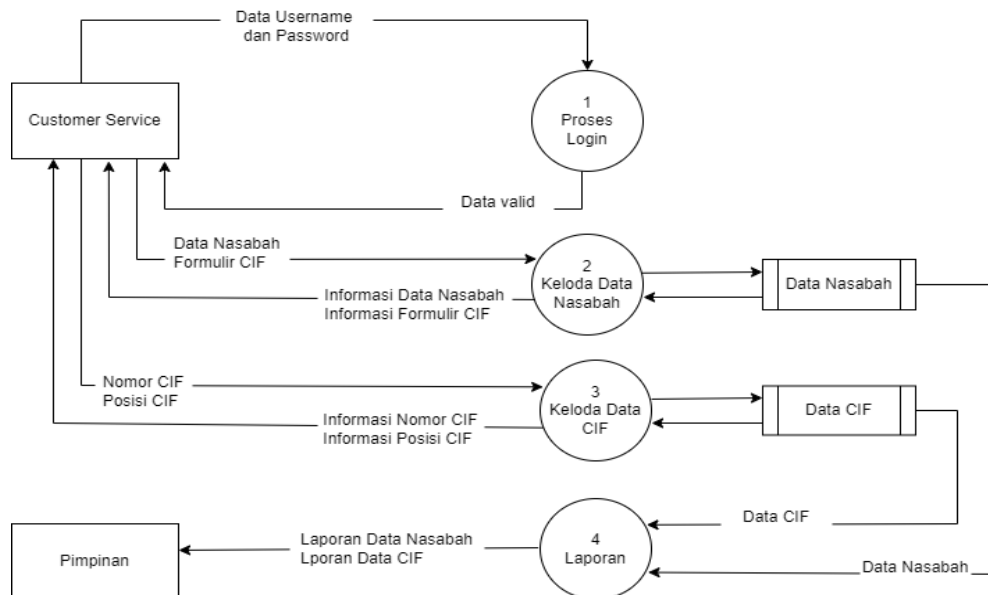 Data Username
dan Password
1
Proses
Login
Customer Service
Data valid
Data Nasabah
Formulir CIF
2
Keloda Data
Nasabah
Data Nasabah
Informasi Data Nasabah
Informasi Formulir CIF
Nomor CIF
Posisi CIF
3
Keloda Data
CIF
Data CIF
Informasi Nomor CIF
Informasi Posisi CIF
Data CIF
Laporan Data Nasabah
Lporan Data CIF
4
Laporan
Pimpinan
Data Nasabah